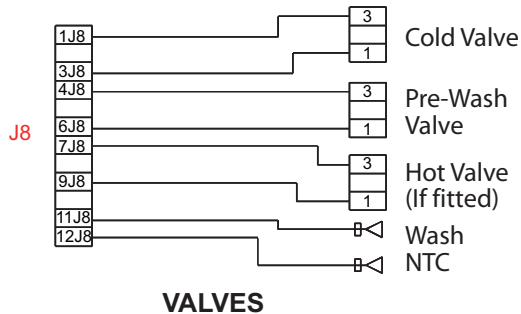 3
1J8
Cold Valve
1
3J8
4J8
3
Pre-Wash
Valve
J8
6J8
1
7J8
3
Hot Valve
(If fitted)
9J8
1
11J8
Wash
NTC
12J8
VALVES